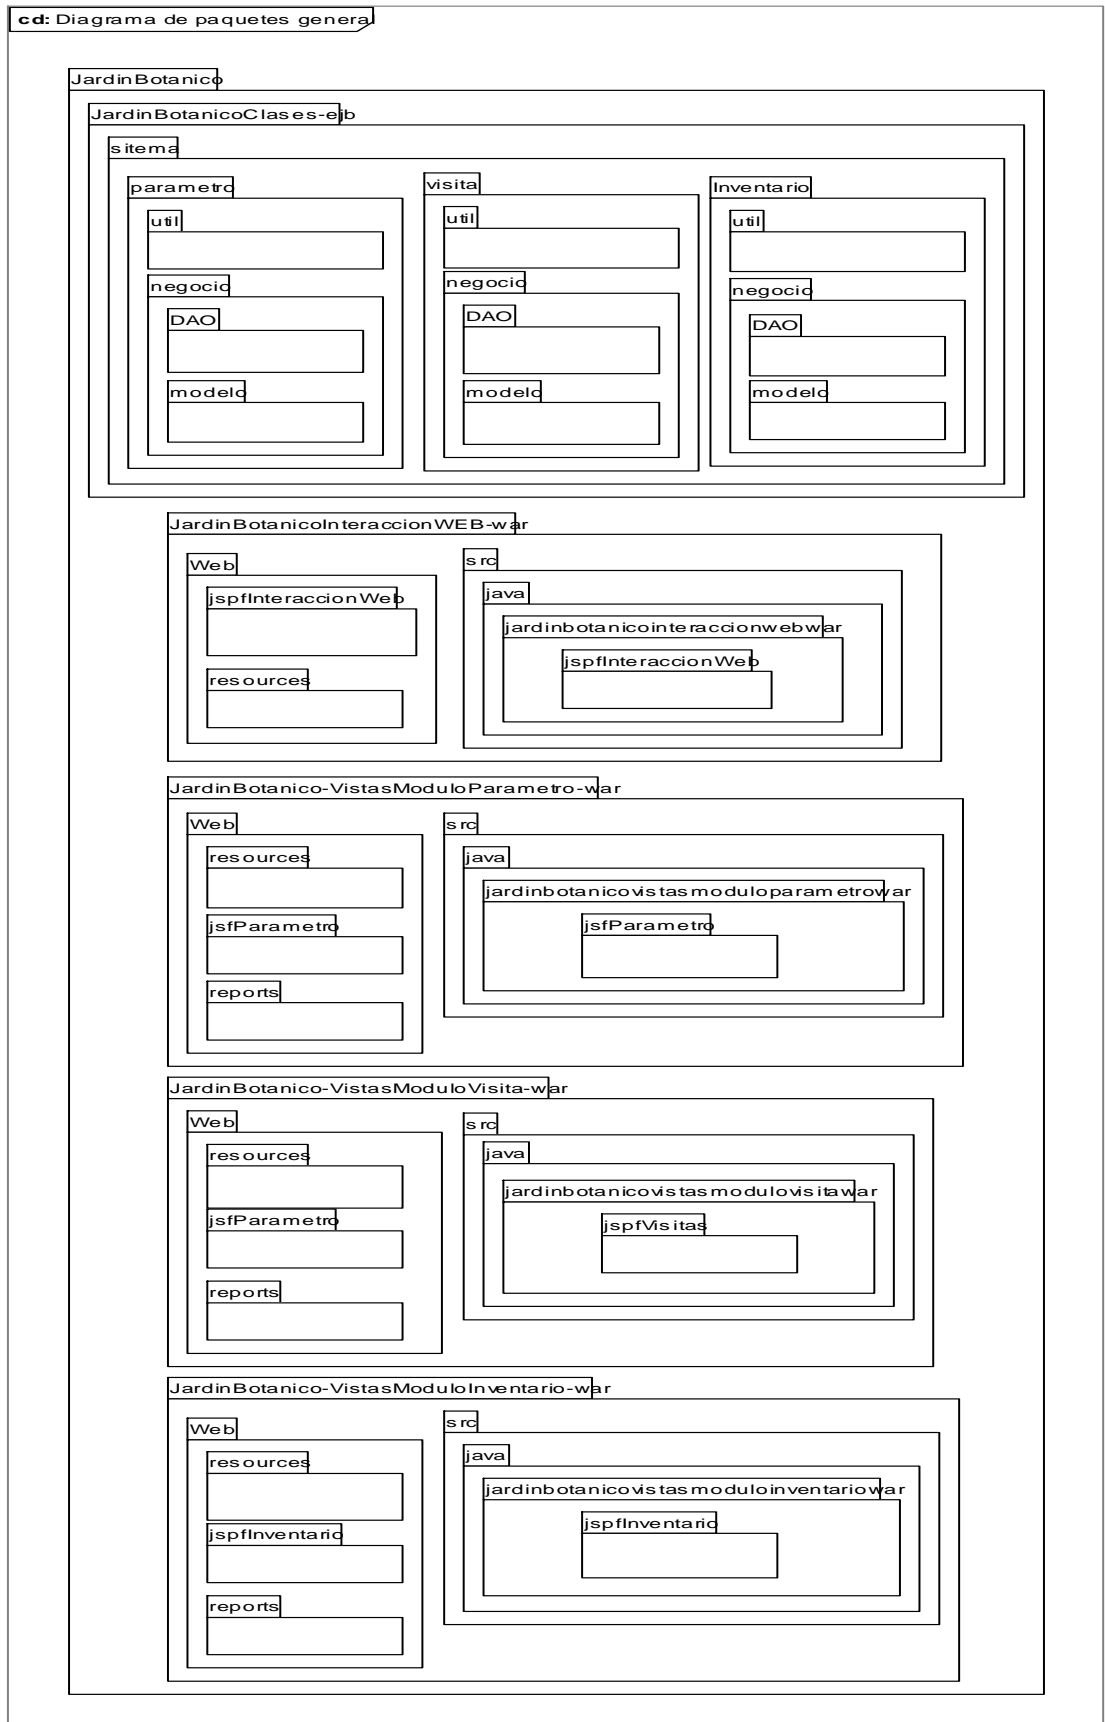 cd: Diagrama de paquetes general
JardinBotanico
JardinBotanicoClases-ejb
sitema
parametro
util
negocio
DAO
modelo
visita
util
negocio
DAO
modelo
Inventario
util
negocio
DAO
modelo
JardinBotanicoInteraccionWEB-war
Web
jspfInteraccionWeb
resources
src
java
jardinbotanicointeraccionwebwar
jspfInteraccionWeb
JardinBotanico-VistasModuloParametro-war
Web
resources
jsfParametro
reports
src
java
jardinbotanicovistasmoduloparametrowar
jsfParametro
JardinBotanico-VistasModuloVisita-war
Web
resources
jsfParametro
reports
src
java
jardinbotanicovistasmodulovisitawar
jspfVisitas
JardinBotanico-VistasModuloInventario-war
Web
resources
jspfInventario
reports
src
java
jardinbotanicovistasmoduloinventariowar
jspfInventario